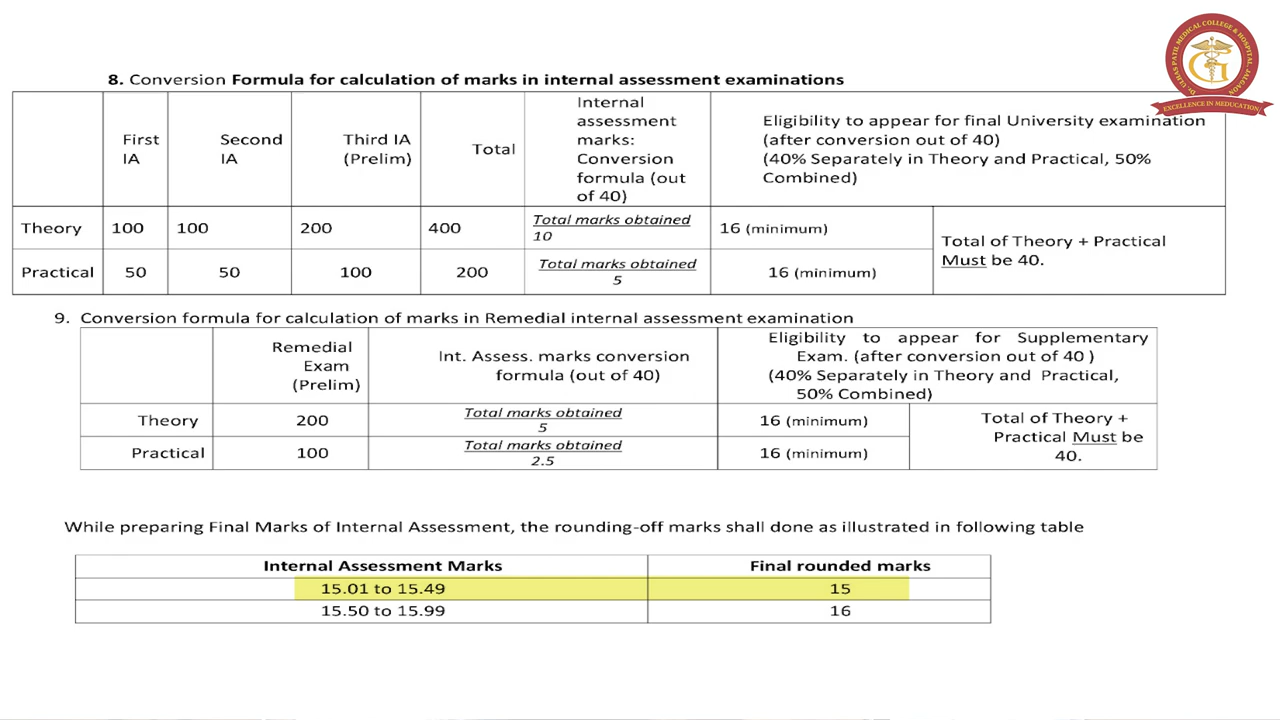 Dr. ULHAS PATIL MEDICAL COLLEGE & HOSPITAL, JALGAON
EXCELLENCE IN MEDUCATION
8. Conversion Formula for calculation of marks in internal assessment examinations
First IA
Second IA
Third IA (Prelim)
Total
Internal assessment marks: Conversion formula (out of 40)
Eligibility to appear for final University examination
(after conversion out of 40)
(40% Separately in Theory and Practical, 50%
Combined)
Theory 100 100 200 400 Total marks obtained
10
16 (minimum)
Total of Theory + Practical
Must be 40.
Practical 50 50 100 200 Total marks obtained
5
16 (minimum)
9. Conversion formula for calculation of marks in Remedial internal assessment examination
Remedial
Exam
(Prelim)
Int. Assess. marks conversion
formula (out of 40)
Eligibility to appear for Supplementary
Exam. (after conversion out of 40 )
(40% Separately in Theory and Practical,
50% Combined)
Theory 200 Total marks obtained
5
16 (minimum)
Total of Theory +
Practical Must be
40.
Practical 100 Total marks obtained
2.5
16 (minimum)
While preparing Final Marks of Internal Assessment, the rounding-off marks shall done as illustrated in following table
Internal Assessment Marks Final rounded marks
15.01 to 15.49 15
15.50 to 15.99 16